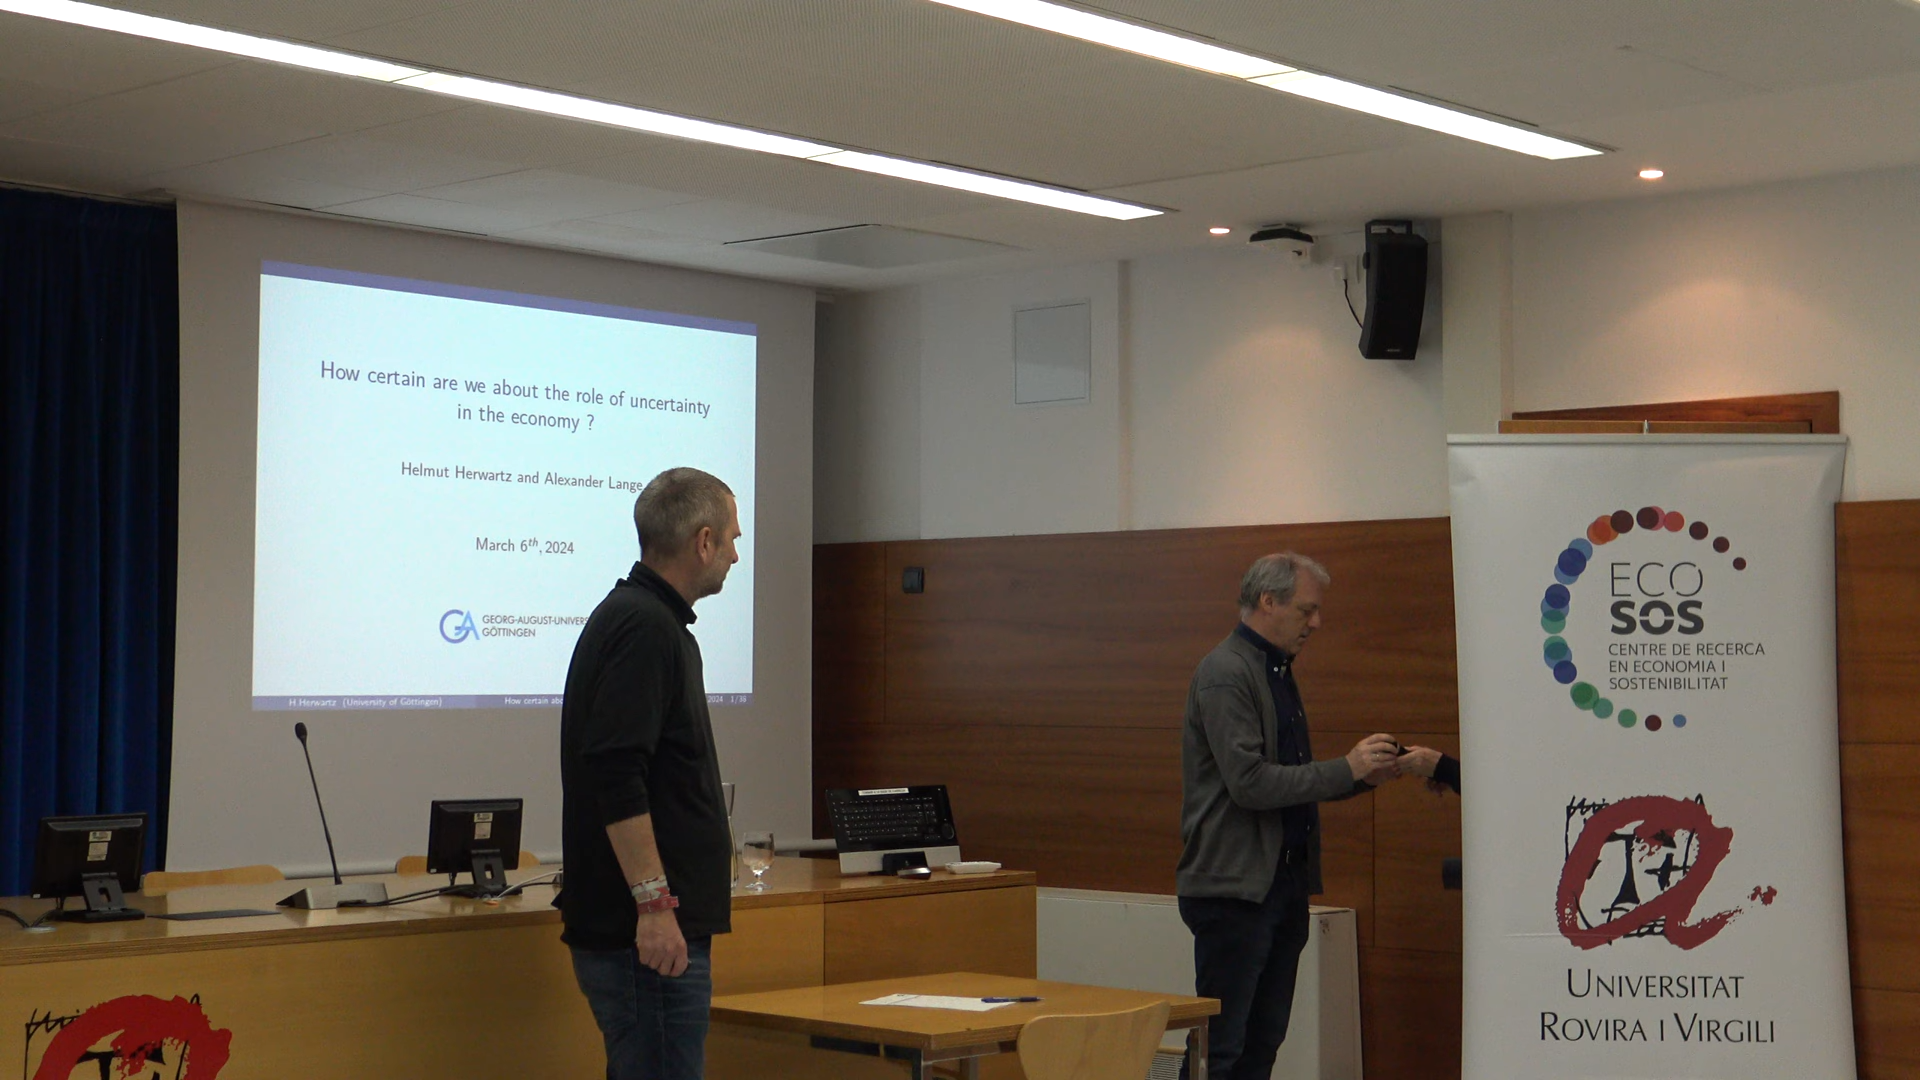 How certain are we about the role of uncertainty
in the economy ?
Helmut Herwartz and Alexander Lange
March 6th, 2024
GEORG-AUGUST-UNIVERS
GÖTTINGEN
H.Herwartz (University of Göttingen)
How certain abo
2024 1/38
ECO
SOS
CENTRE DE RECERCA
EN ECONOMIA I
SOSTENIBILITAT
UNIVERSITAT
ROVIRA I VIRGILI